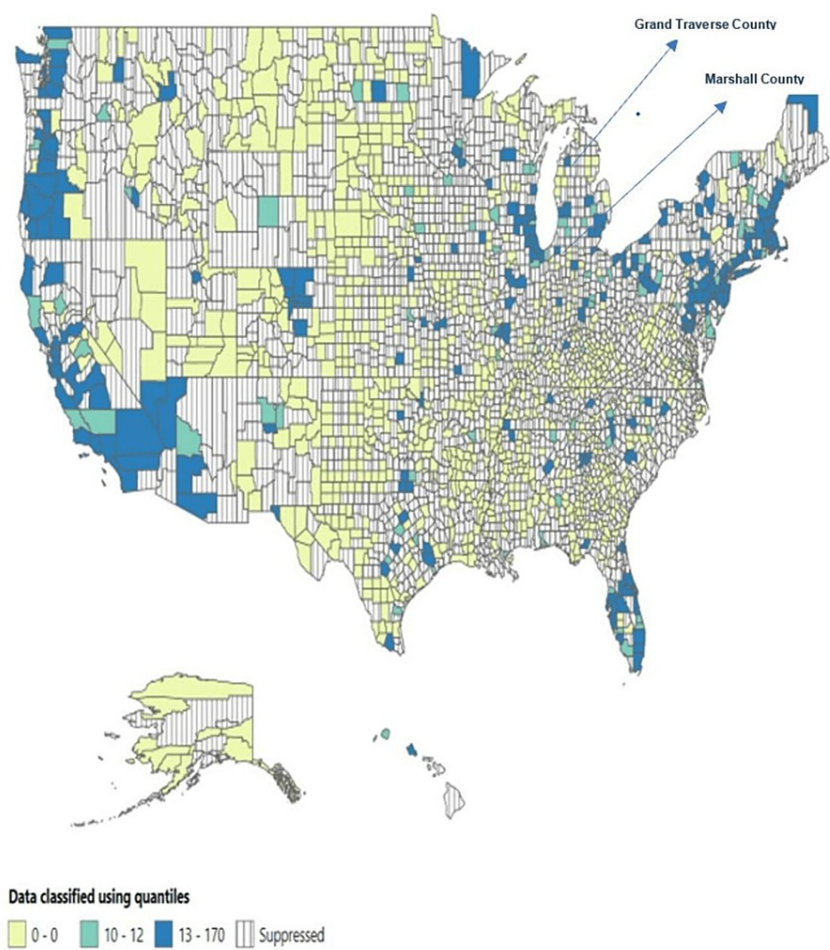 Grand Traverse County
Marshall County
Data classified using quantiles
0 - 0
10 - 12
13 - 170
Suppressed